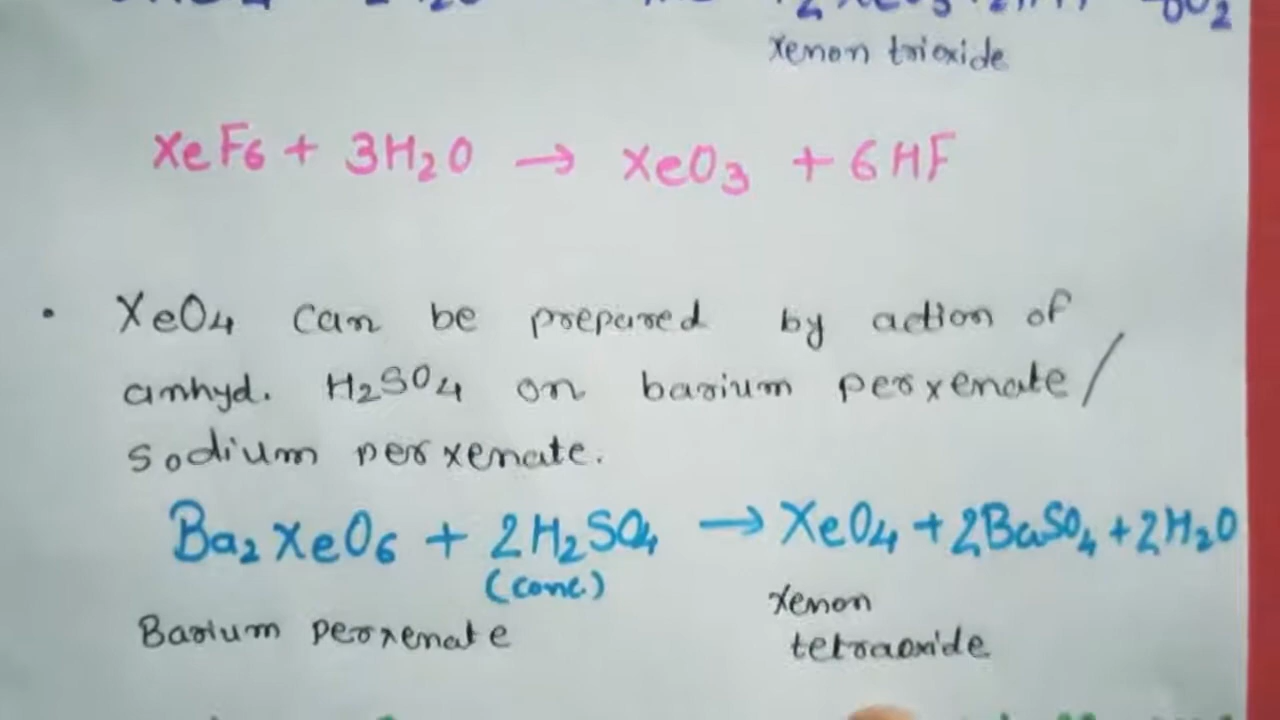 xenon trioxide
XeF6 + 3H2O → XeO3 + 6HF
• XeO4 can be prepared by action of
anhyd. H2SO4 on barium perxenate/
sodium perxenate.
Ba2XeO6 + 2H2SO4 → XeO4 + 2BaSO4 + 2H2O
(conc.)
Barium perxenate
xenon
tetraoxide